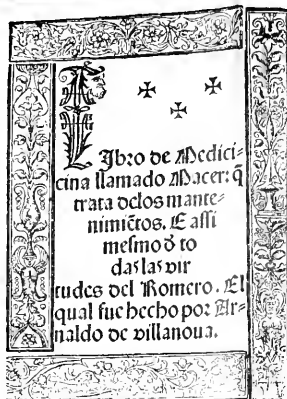 Libro de Medici-
cina llamado Macer: q̃
trata delos mante-
nimiẽtos. E assi
mesmo đ to
das las vir
tudes del Romero. El
qual fue hecho por Ar-
naldo de villanoua.